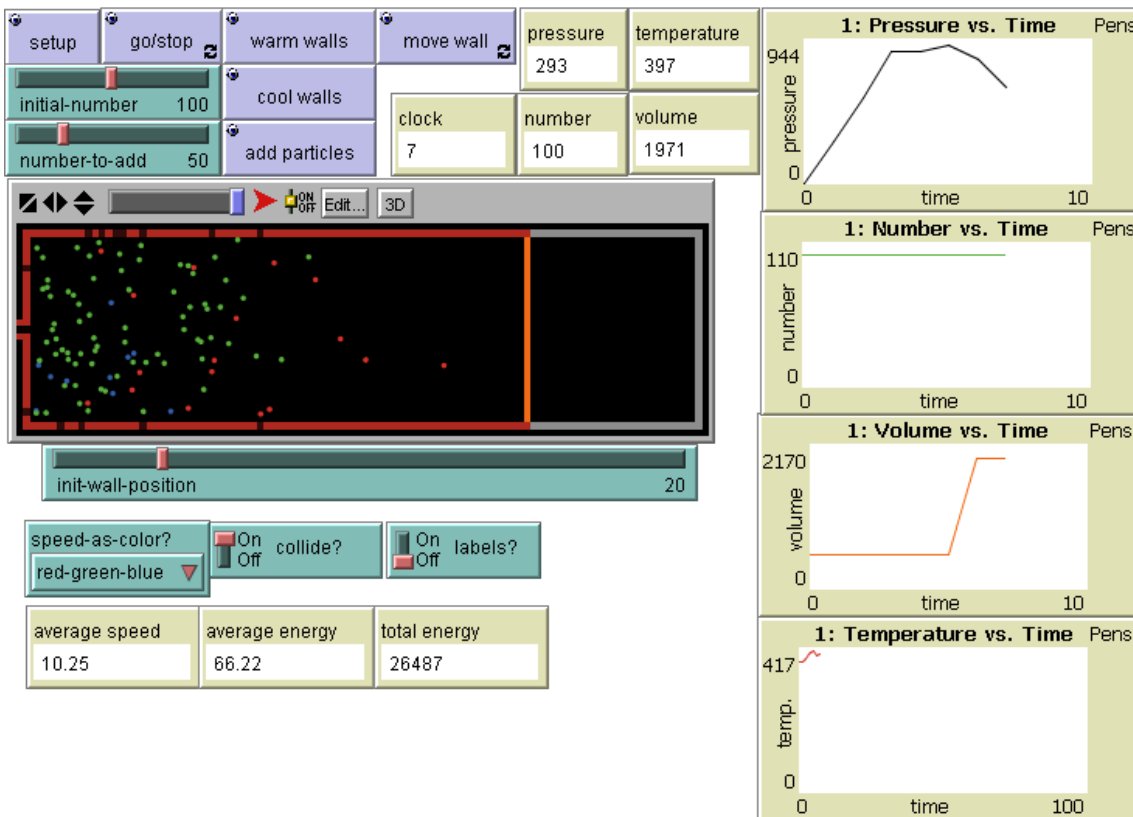 setup
go/stop
warm walls
move wall
pressure
293
temperature
397
initial-number 100
cool walls
number-to-add 50
add particles
clock
7
number
100
volume
1971
ON
OFF
Edit...
3D
init-wall-position 20
speed-as-color?
red-green-blue
On
Off
collide?
On
Off
labels?
average speed
10.25
average energy
66.22
total energy
26487
1: Pressure vs. Time Pens
944
pressure
0
0 time 10
1: Number vs. Time Pens
110
number
0
0 time 10
1: Volume vs. Time Pens
2170
volume
0
0 time 10
1: Temperature vs. Time Pens
417
temp.
0
0 time 100